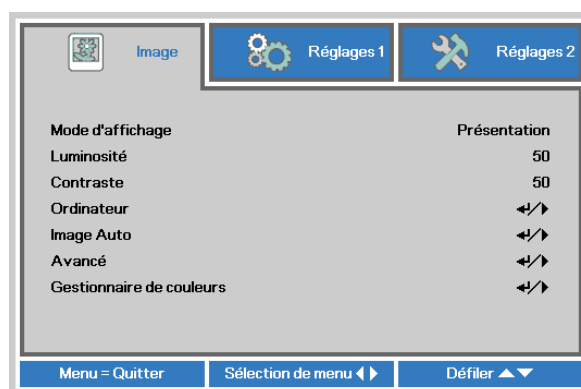 Image Réglages 1 Réglages 2
Mode d'affichage Présentation
Luminosité 50
Contraste 50
Ordinateur ↵/▶
Image Auto ↵/▶
Avancé ↵/▶
Gestionnaire de couleurs ↵/▶
Menu = Quitter Sélection de menu ◀▶ Défiler ▲▼